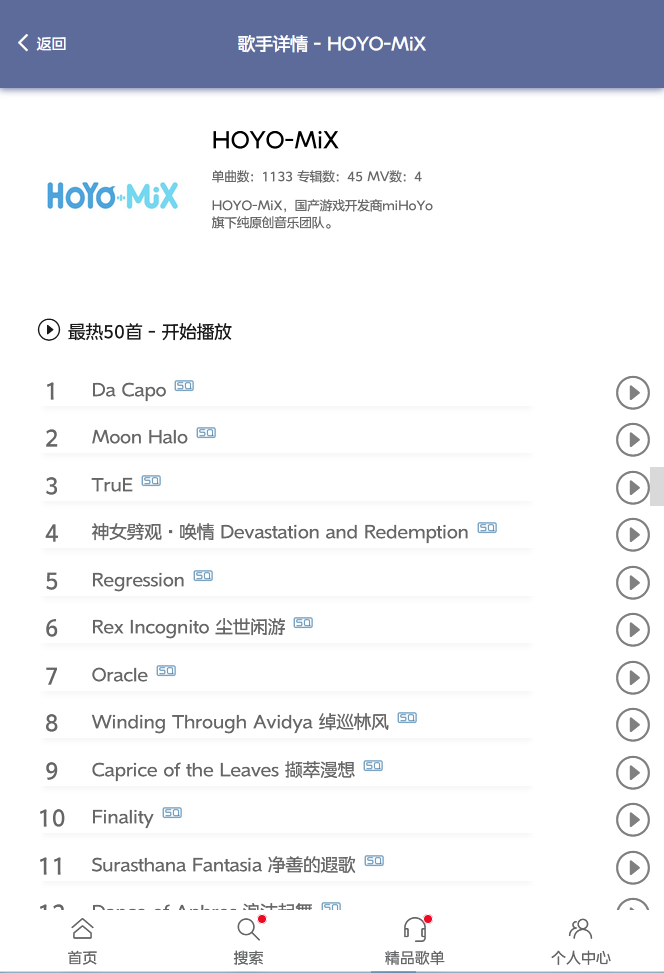 返回
歌手详情 - HOYO-MiX
HOYO-MiX
HOYO-MiX
单曲数：1133 专辑数：45 MV数：4
HOYO-MiX，国产游戏开发商miHoYo
旗下纯原创音乐团队。
最热50首 - 开始播放
1 Da Capo SQ
2 Moon Halo SQ
3 TruE SQ
4 神女劈观·唤情 Devastation and Redemption SQ
5 Regression SQ
6 Rex Incognito 尘世闲游 SQ
7 Oracle SQ
8 Winding Through Avidya 绰巡林风 SQ
9 Caprice of the Leaves 撷萃漫想 SQ
10 Finality SQ
11 Surasthana Fantasia 净善的遐歌 SQ
12 Dance of Aphros SQ
首页
搜索
精品歌单
个人中心